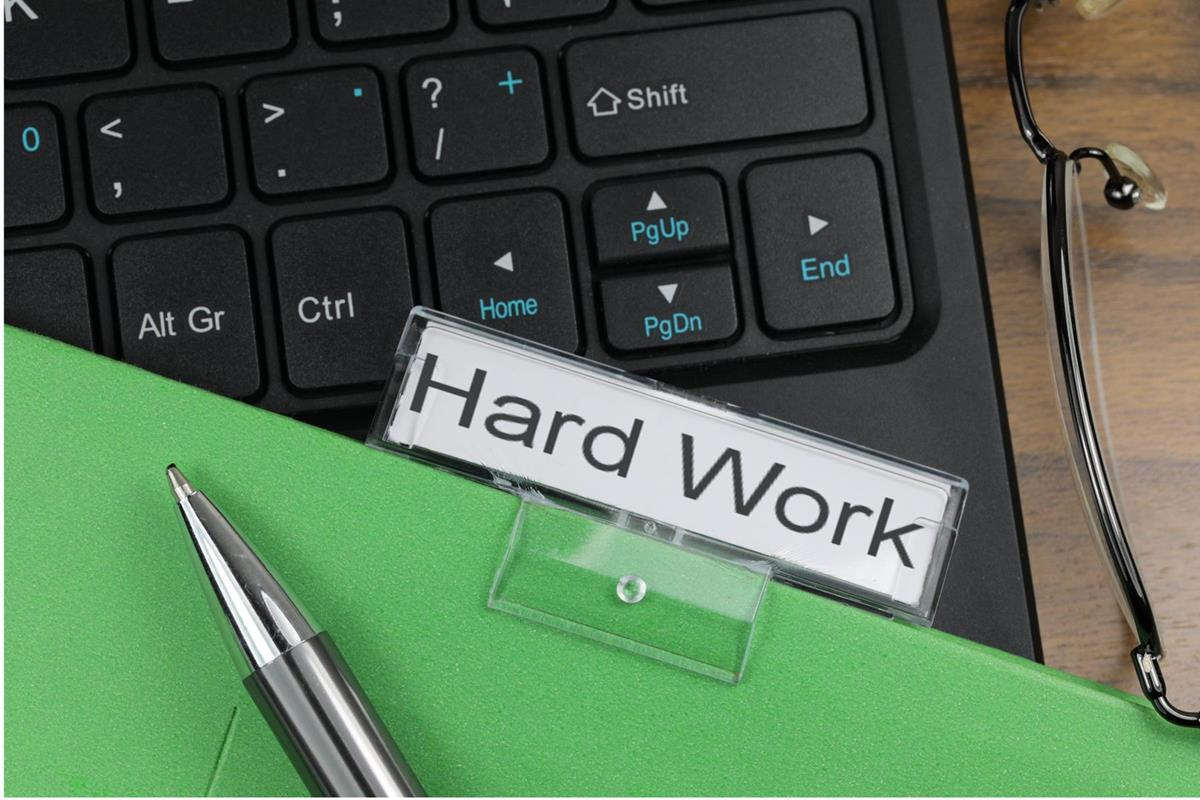 K
;
0
<
,
>
.
?
+
/
Shift
Alt Gr
Ctrl
Home
PgUp
PgDn
End
Hard Work